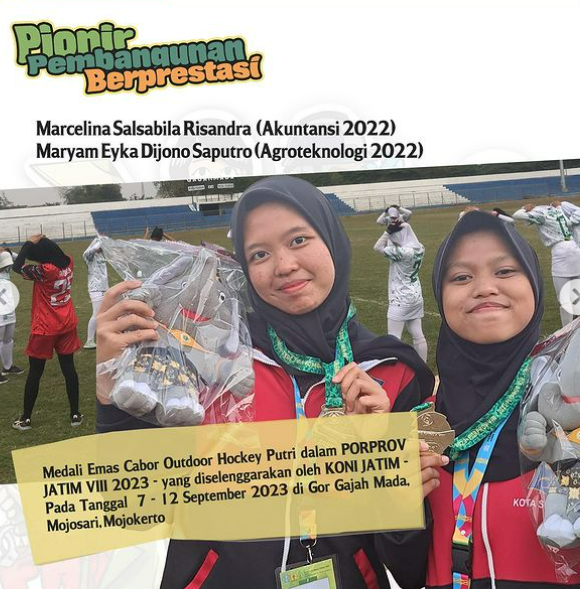 Pionir
Pembangunan
Berprestasi
Marcelina Salsabila Risandra (Akuntansi 2022)
Maryam Eyka Dijono Saputro (Agroteknologi 2022)
Medali Emas Cabor Outdoor Hockey Putri dalam PORPROV
JATIM VIII 2023 - yang diselenggarakan oleh KONI JATIM -
Pada Tanggal 7 - 12 September 2023 di Gor Gajah Mada,
Mojosari, Mojokerto
KOTA S